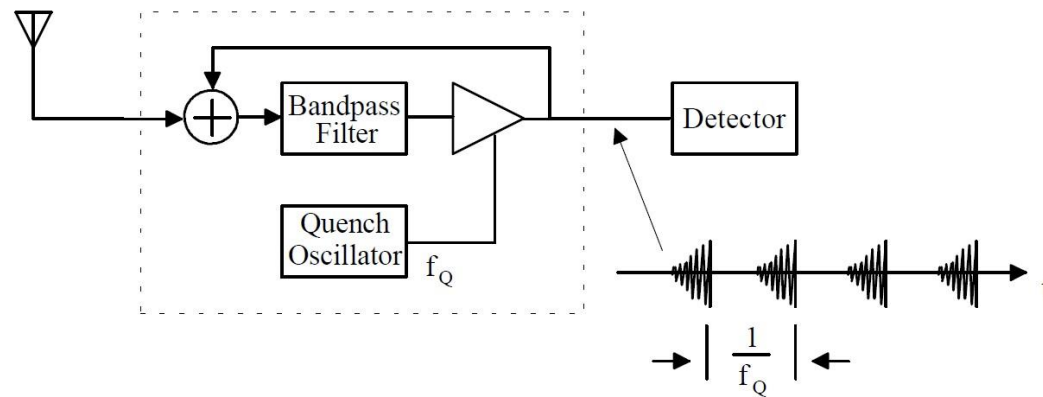 Bandpass
Filter
Detector
Quench
Oscillator
f_Q
1
f_Q